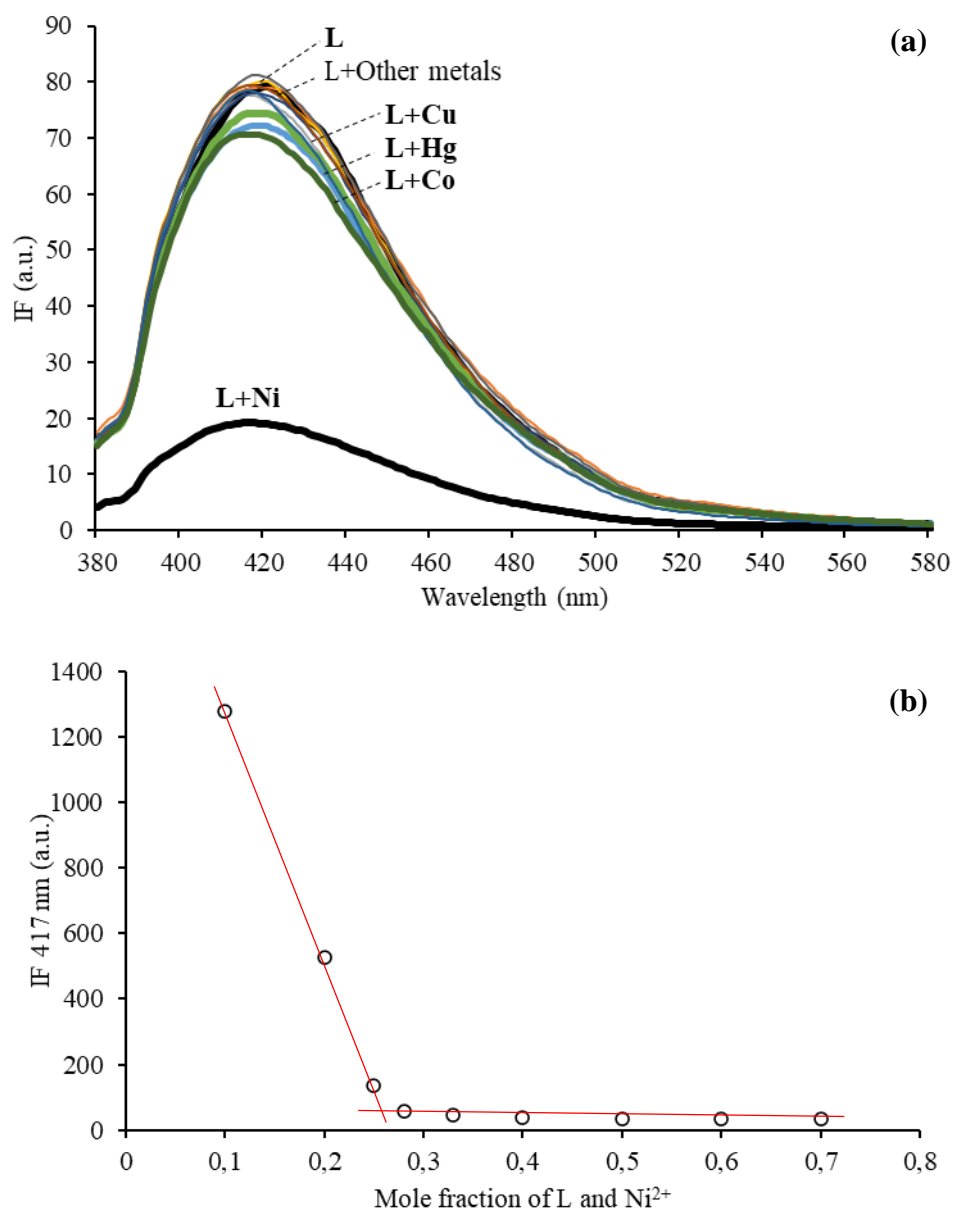 (a)
L
L+Other metals
L+Cu
L+Hg
L+Co
L+Ni
IF (a.u.)
90
80
70
60
50
40
30
20
10
0
380 400 420 440 460 480 500 520 540 560 580
Wavelength (nm)
(b)
IF 417 nm (a.u.)
1400
1200
1000
800
600
400
200
0
0 0,1 0,2 0,3 0,4 0,5 0,6 0,7 0,8
Mole fraction of L and Ni²⁺